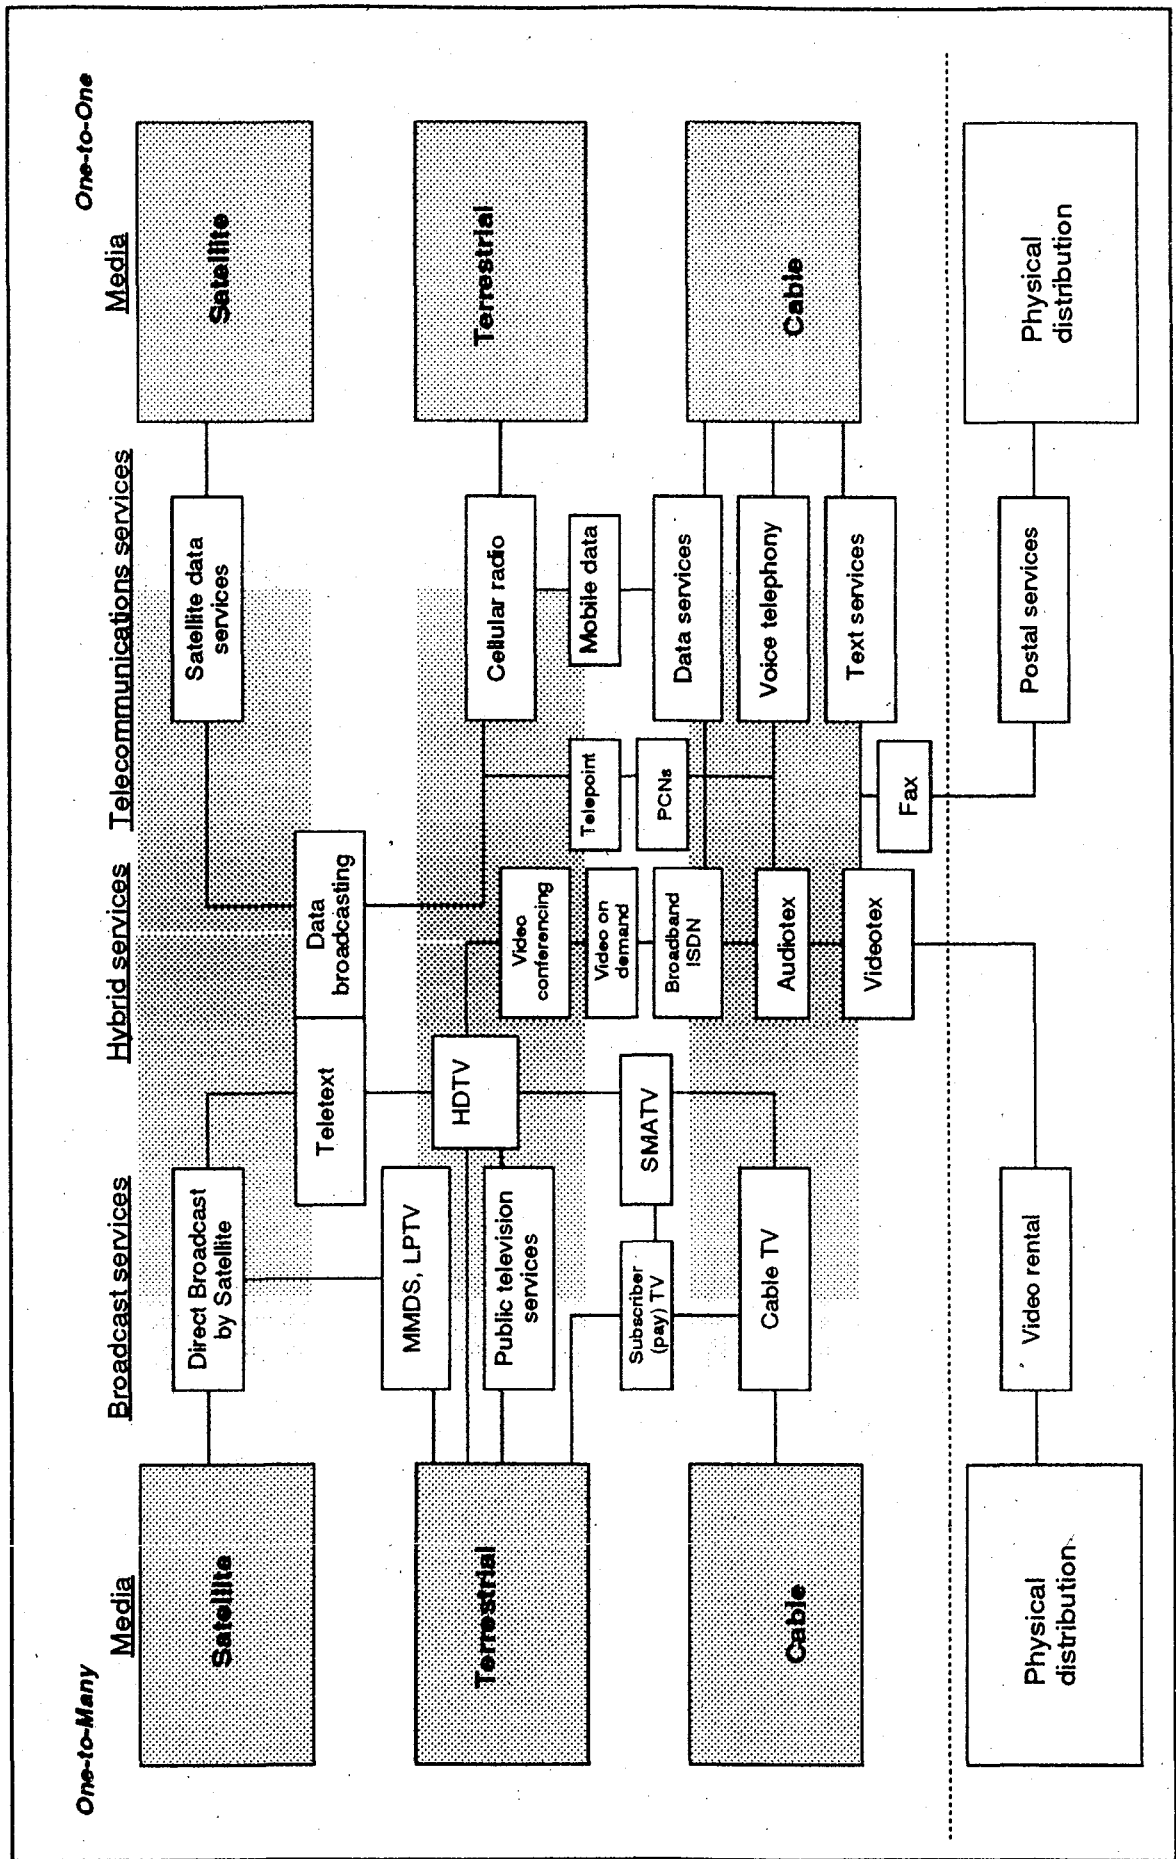 One-to-Many
One-to-One
Media
Broadcast services
Hybrid services
Telecommunications services
Media
Satellite
Direct Broadcast
by Satellite
Teletext
Data
broadcasting
Satellite data
services
Satellite
Terrestrial
MMDS, LPTV
Public television
services
HDTV
Video
conferencing
Video on
demand
Telepoint
Cellular radio
Mobile data
Terrestrial
Subscriber
(pay) TV
SMATV
Broadband
ISDN
PCNs
Data services
Cable
Cable TV
Audiotex
Voice telephony
Videotex
Text services
Cable
Fax
Physical
distribution
Video rental
Postal services
Physical
distribution